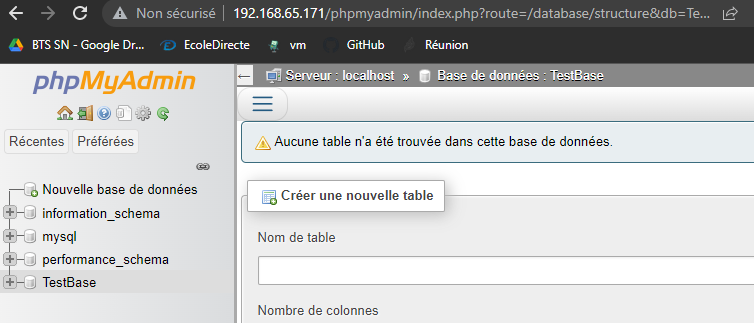 Non sécurisé | 192.168.65.171/phpmyadmin/index.php?route=/database/structure&db=Te...
BTS SN - Google Dr... EcoleDirecte vm GitHub Réunion
phpMyAdmin
Récentes Préférées
Nouvelle base de données
information_schema
mysql
performance_schema
TestBase
Serveur : localhost » Base de données : TestBase
Aucune table n'a été trouvée dans cette base de données.
Créer une nouvelle table
Nom de table
Nombre de colonnes